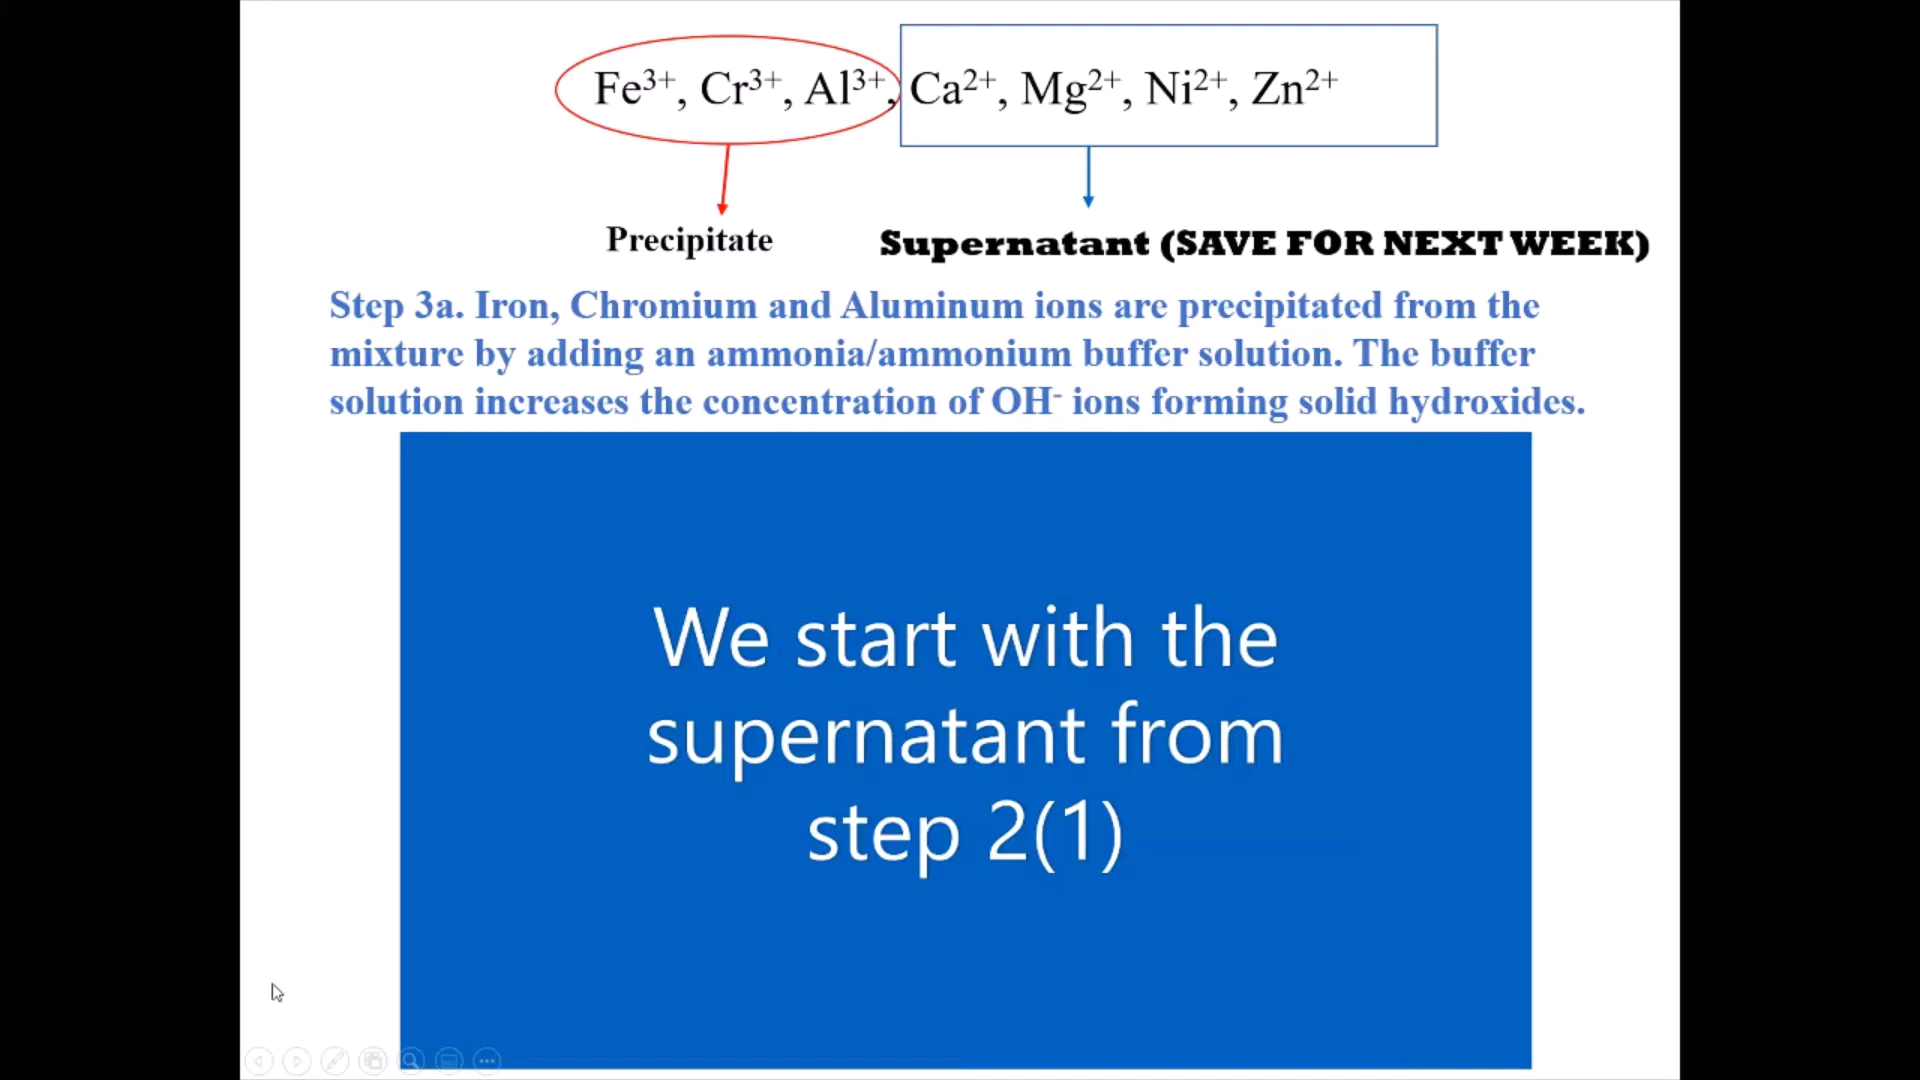 Fe³⁺, Cr³⁺, Al³⁺, Ca²⁺, Mg²⁺, Ni²⁺, Zn²⁺
Precipitate
Supernatant (SAVE FOR NEXT WEEK)
Step 3a. Iron, Chromium and Aluminum ions are precipitated from the
mixture by adding an ammonia/ammonium buffer solution. The buffer
solution increases the concentration of OH⁻ ions forming solid hydroxides.
We start with the
supernatant from
step 2(1)